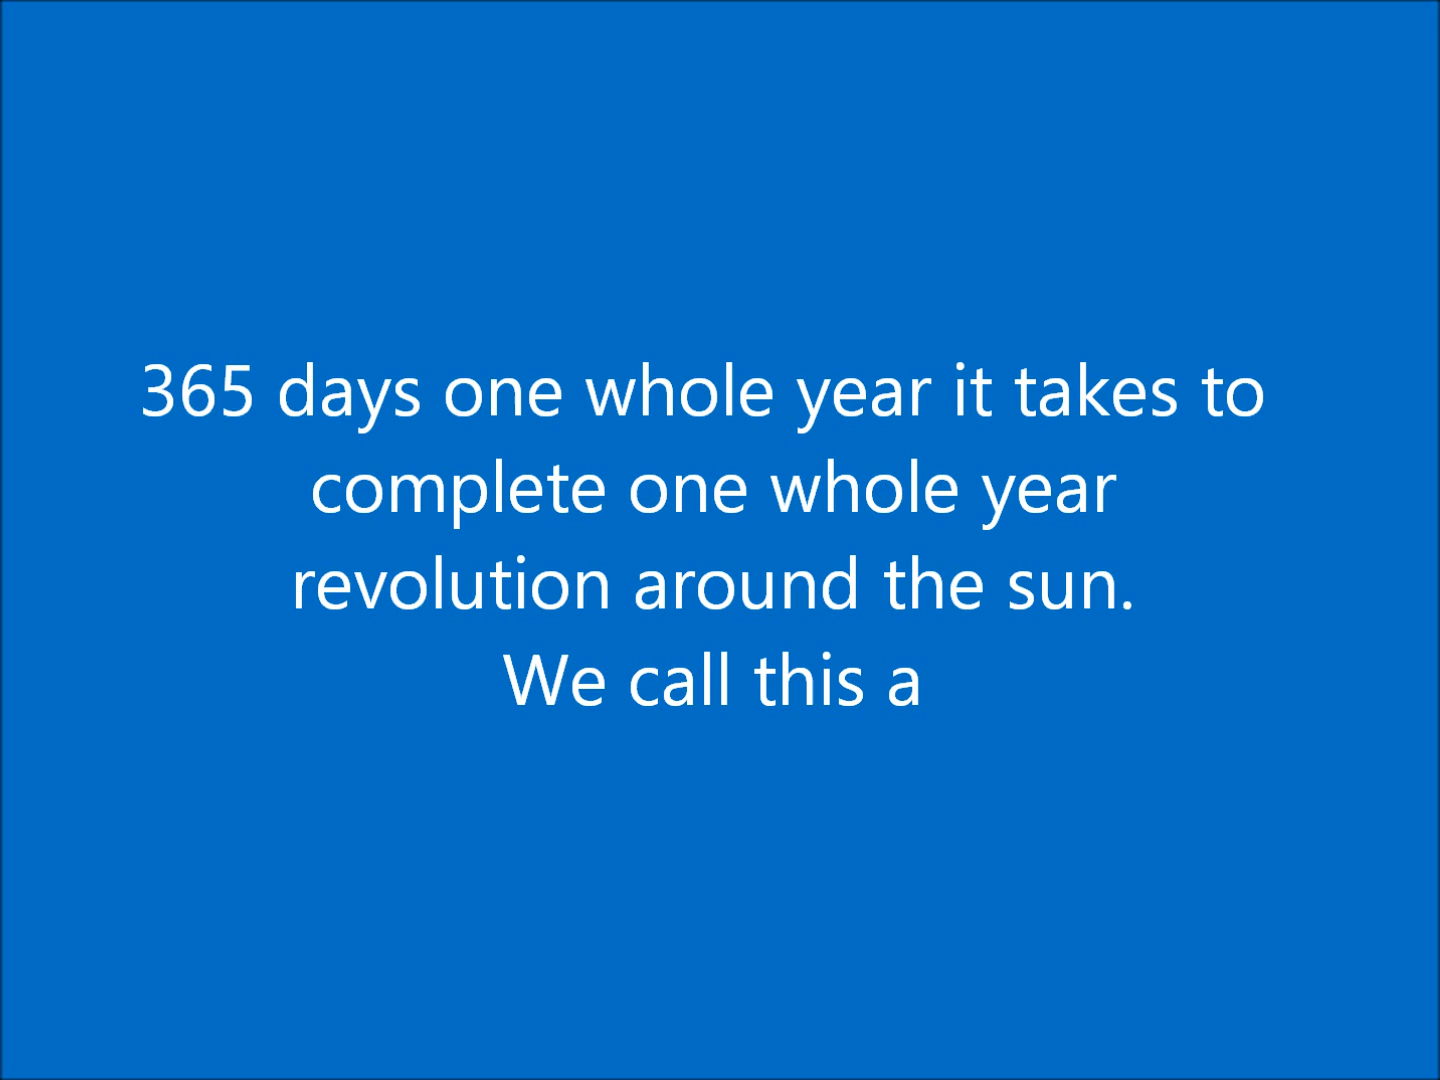 365 days one whole year it takes to
complete one whole year
revolution around the sun.
We call this a